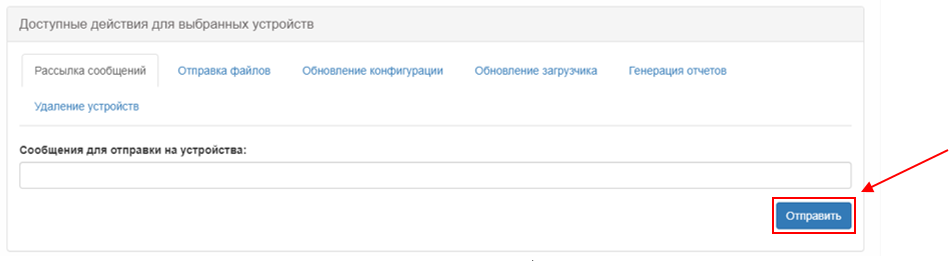 Доступные действия для выбранных устройств
Рассылка сообщений Отправка файлов Обновление конфигурации Обновление загрузчика Генерация отчетов
Удаление устройств
Сообщения для отправки на устройства:
Отправить